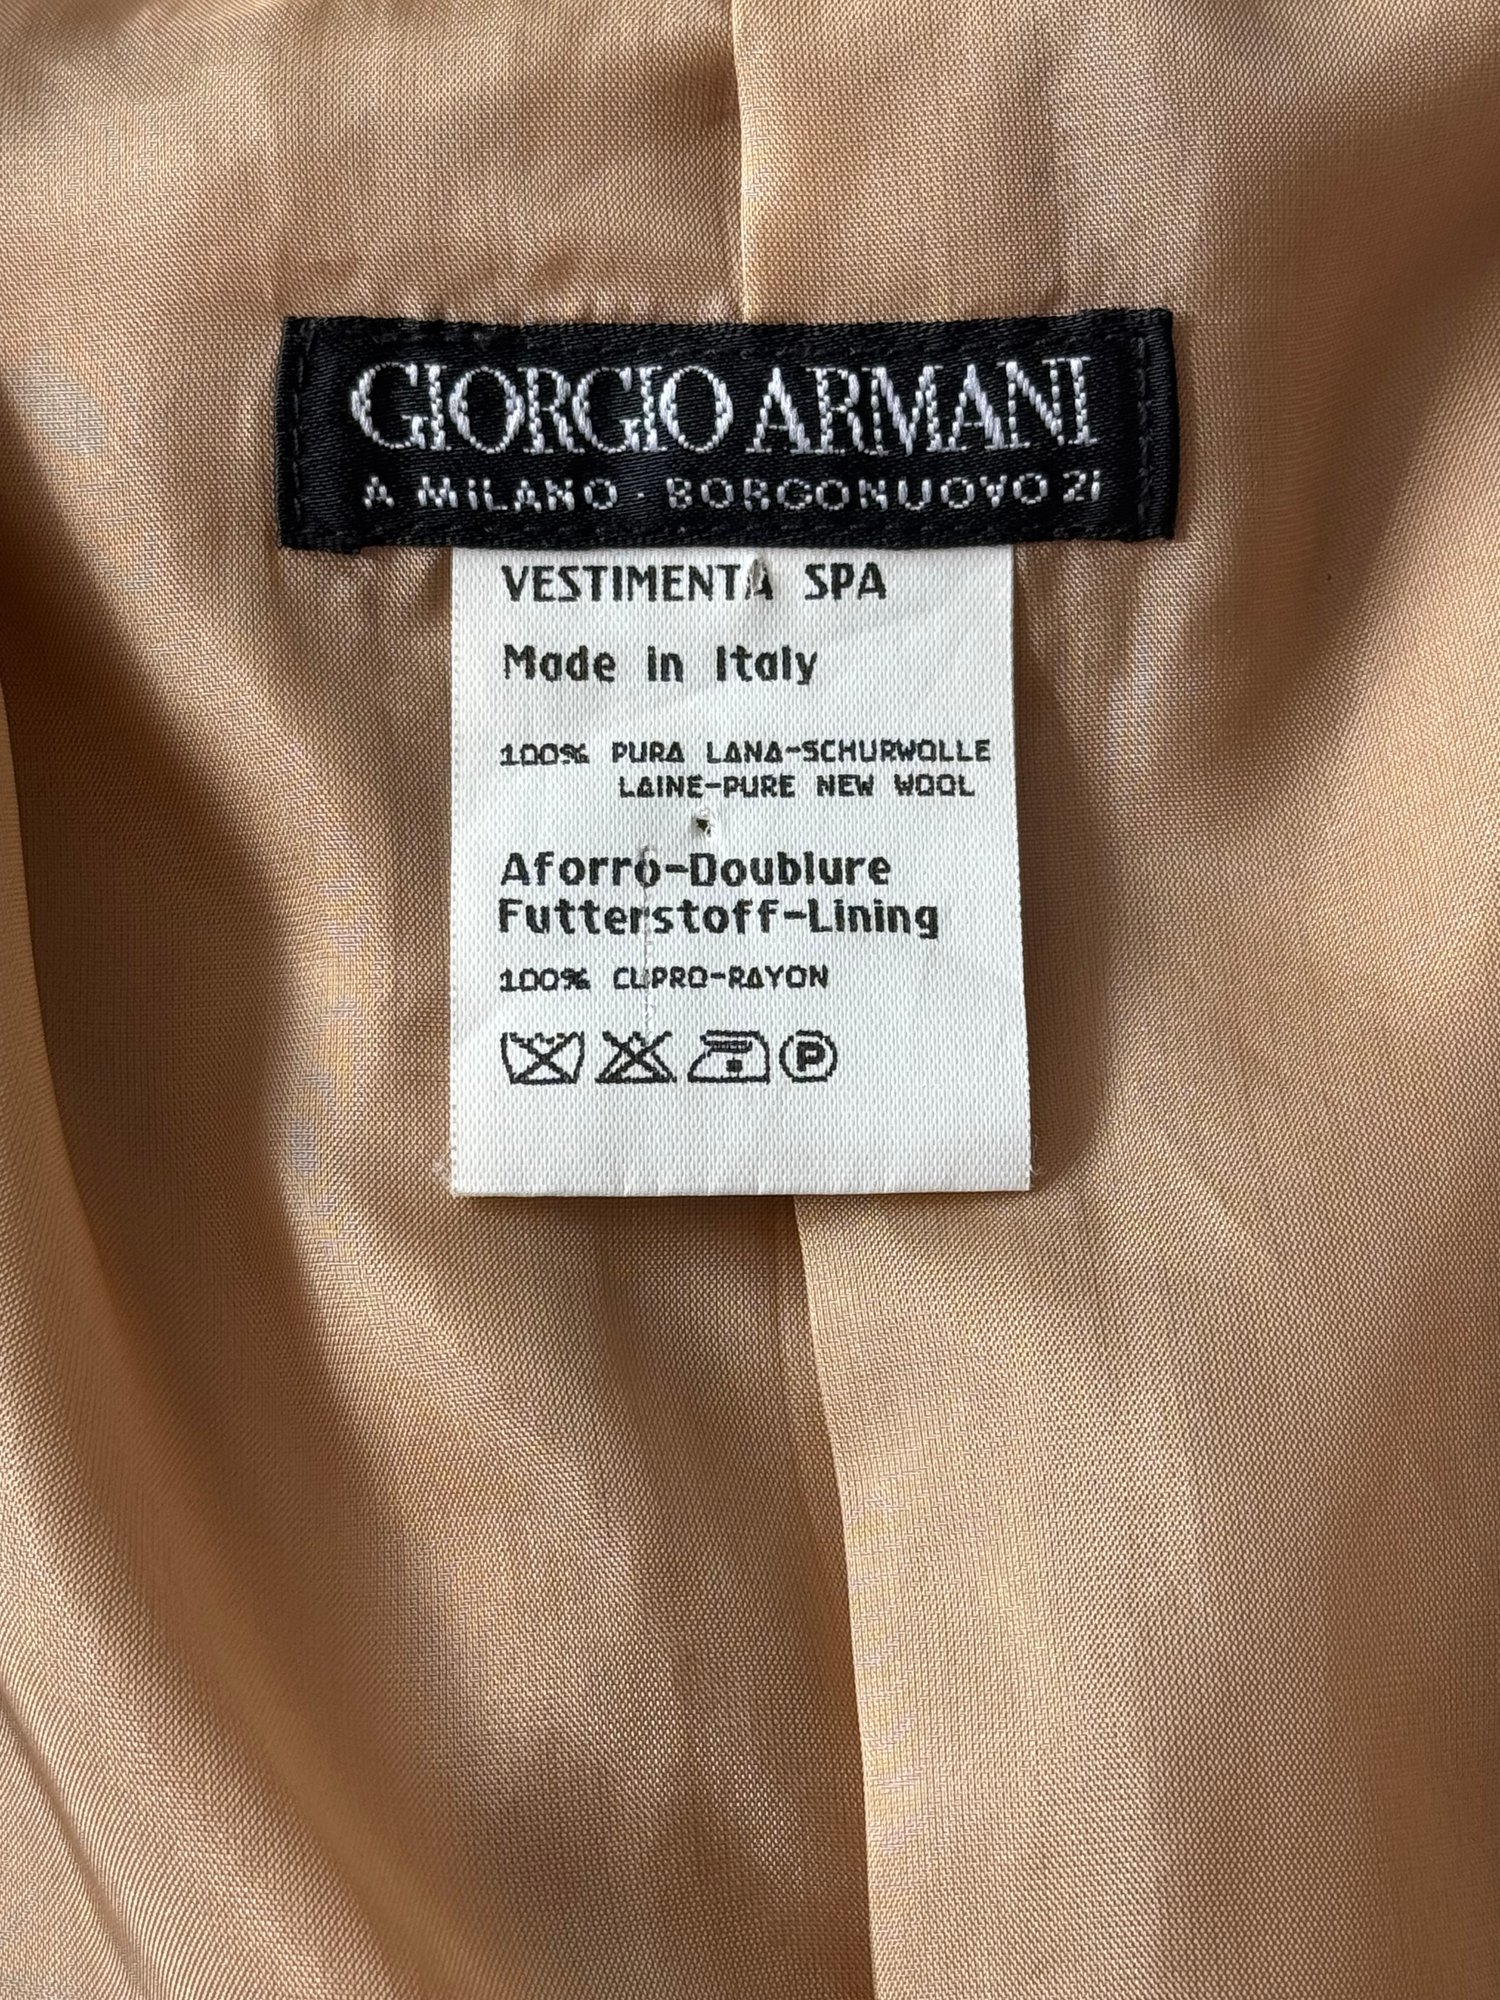 GIORGIO ARMANI
A MILANO · BORGONUOVO 21
VESTIMENTA SPA
Made in Italy
100% PURA LANA-SCHURWOLLE
LAINE-PURE NEW WOOL
Aforro-Doublure
Futterstoff-Lining
100% CUPRO-RAYON
P